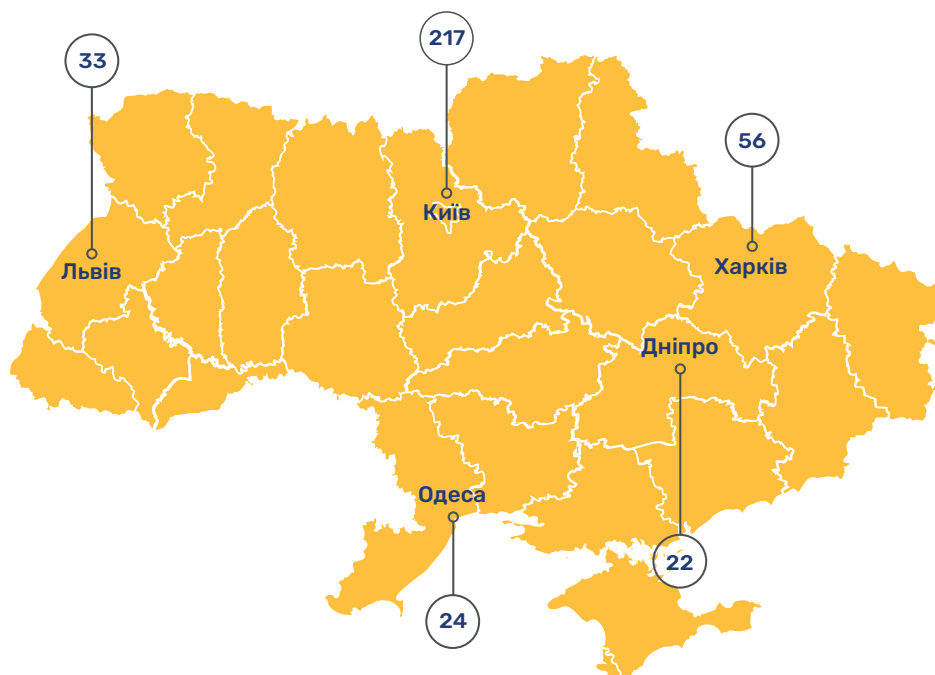 217
33
56
Київ
Львів
Харків
Дніпро
Одеса
22
24